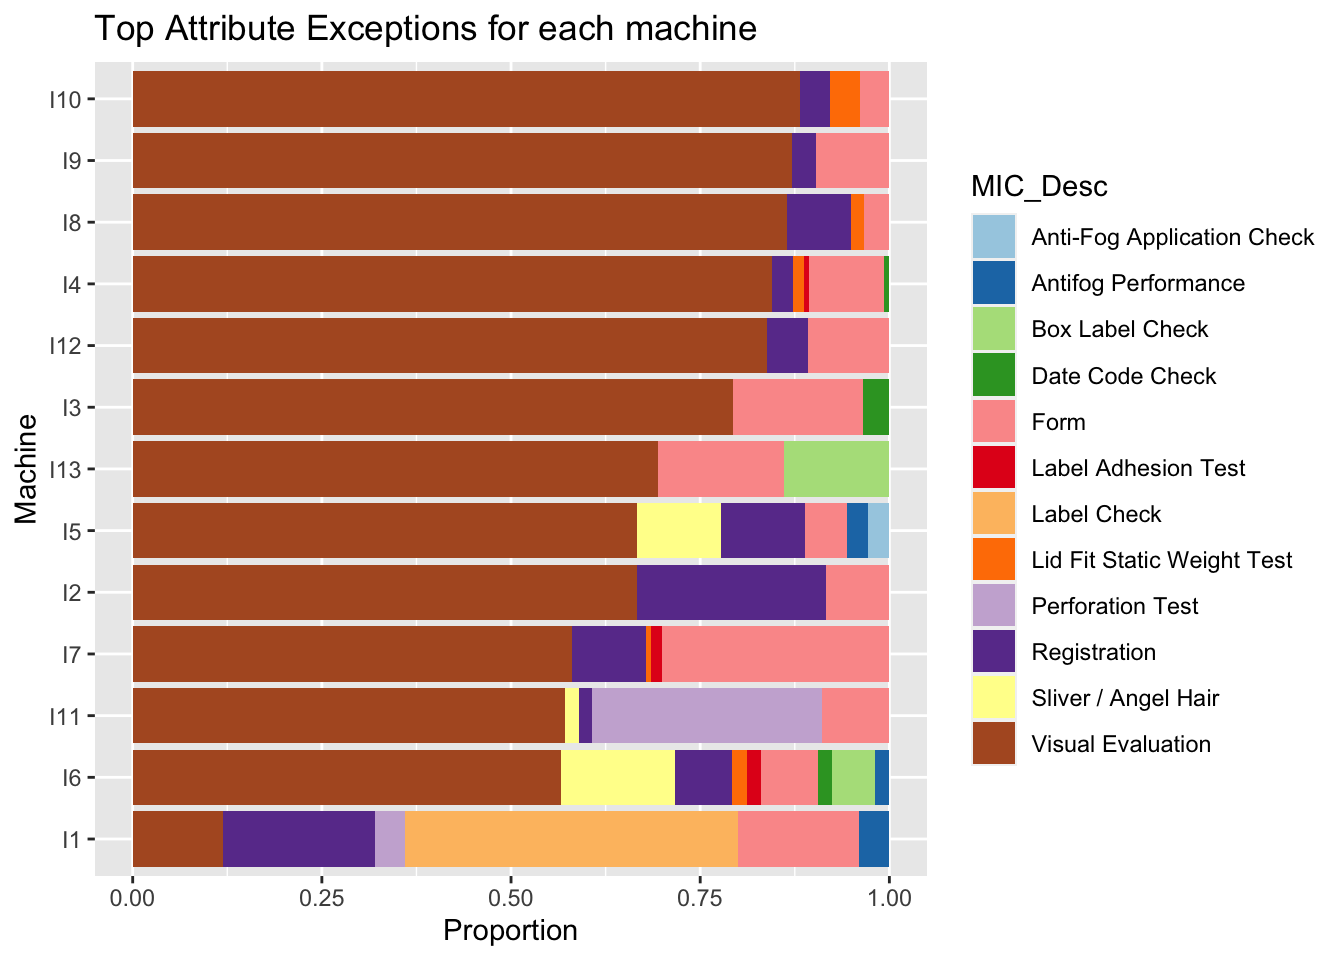 Top Attribute Exceptions for each machine
Machine
I10
I9
I8
I4
I12
I3
I13
I5
I2
I7
I11
I6
I1
0.00 0.25 0.50 0.75 1.00
Proportion
MIC_Desc
Anti-Fog Application Check
Antifog Performance
Box Label Check
Date Code Check
Form
Label Adhesion Test
Label Check
Lid Fit Static Weight Test
Perforation Test
Registration
Sliver / Angel Hair
Visual Evaluation